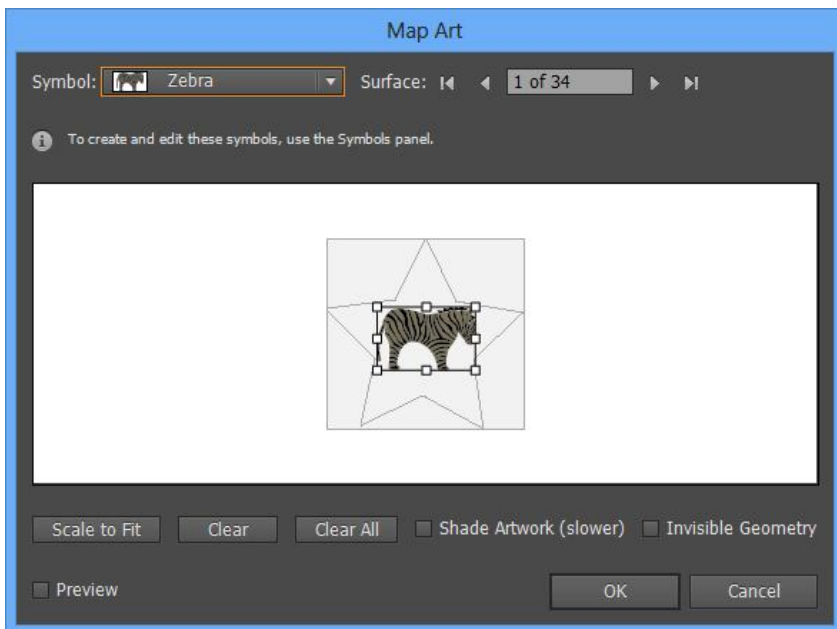 Map Art
Symbol: Zebra Surface: 1 of 34
To create and edit these symbols, use the Symbols panel.
Scale to Fit Clear Clear All Shade Artwork (slower) Invisible Geometry
Preview OK Cancel